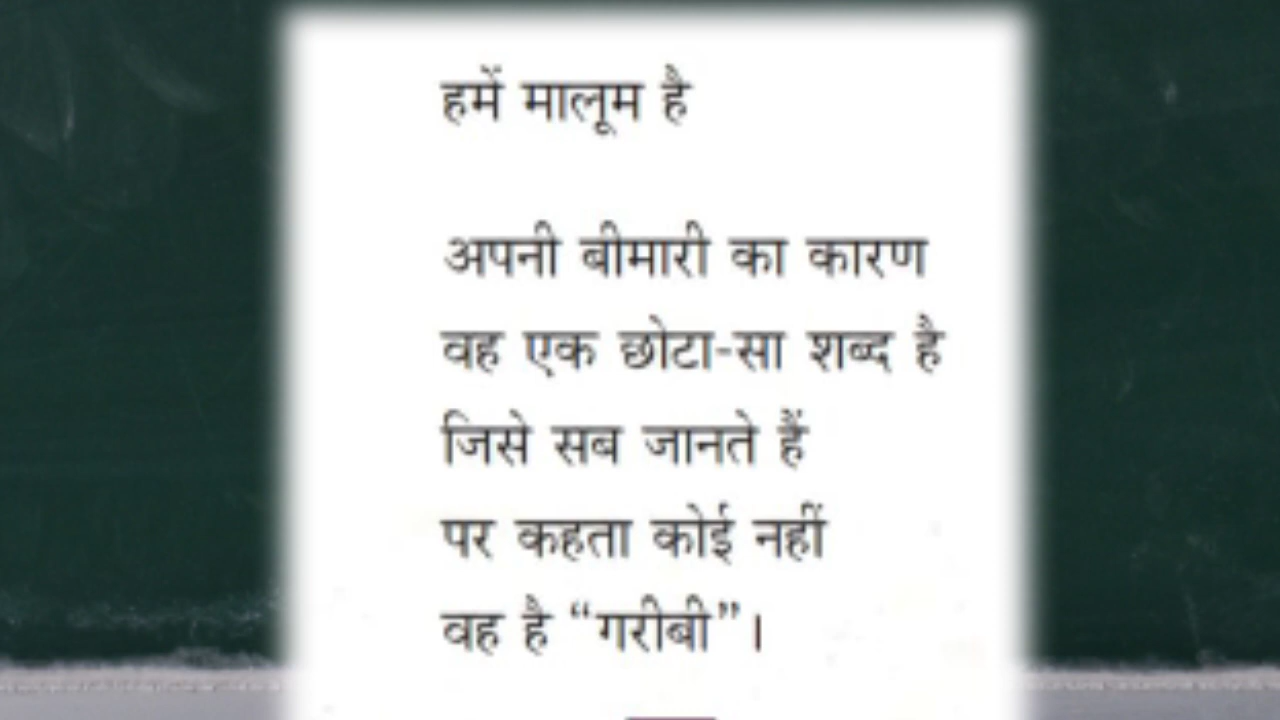 हमें मालूम है
अपनी बीमारी का कारण
वह एक छोटा-सा शब्द है
जिसे सब जानते हैं
पर कहता कोई नहीं
वह है “गरीबी”।